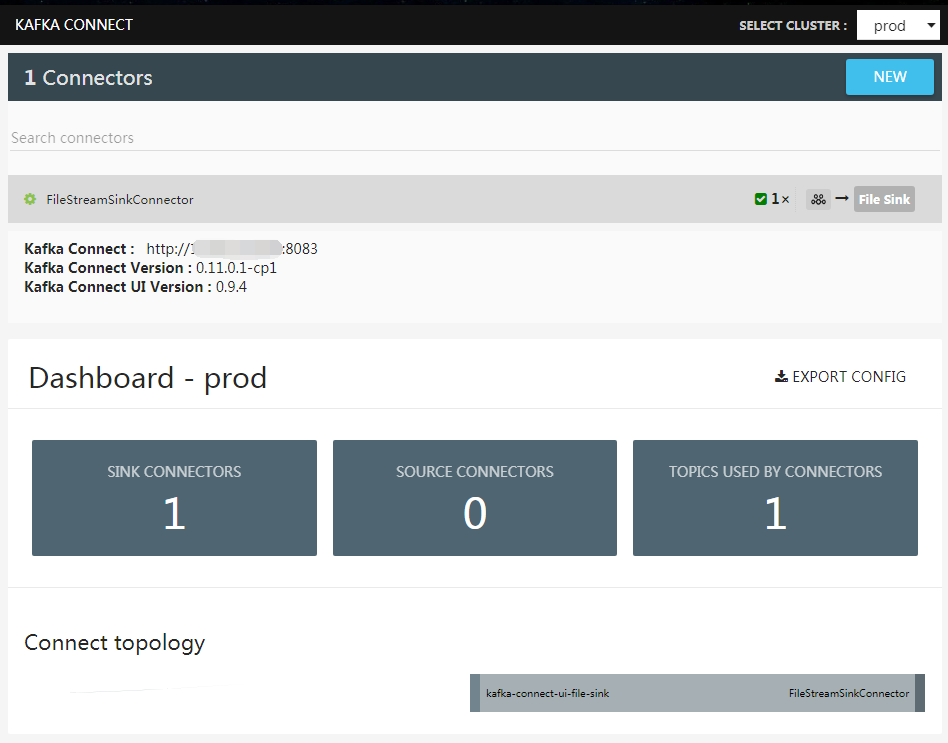 KAFKA CONNECT
SELECT CLUSTER : prod
1 Connectors
NEW
Search connectors
FileStreamSinkConnector
1 × File Sink
Kafka Connect : http:// :8083
Kafka Connect Version : 0.11.0.1-cp1
Kafka Connect UI Version : 0.9.4
Dashboard - prod
EXPORT CONFIG
SINK CONNECTORS
1
SOURCE CONNECTORS
0
TOPICS USED BY CONNECTORS
1
Connect topology
kafka-connect-ui-file-sink
FileStreamSinkConnector